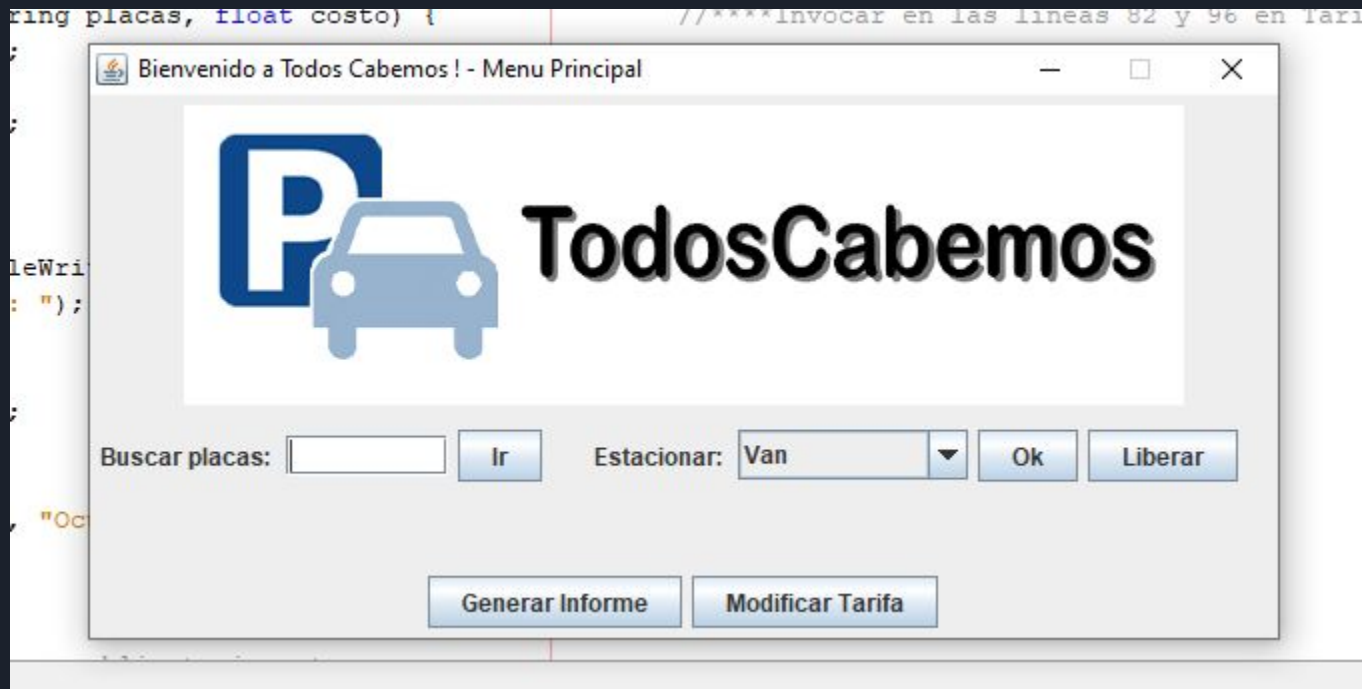 ring placas, float costo) {
//****Invocar en las lineas 82 y 96 en Tari
;
Bienvenido a Todos Cabemos ! - Menu Principal
;
P
TodosCabemos
leWri
: ");
;
Buscar placas:
Ir
Estacionar:
Van
Ok
Liberar
, "Oc
Generar Informe
Modificar Tarifa